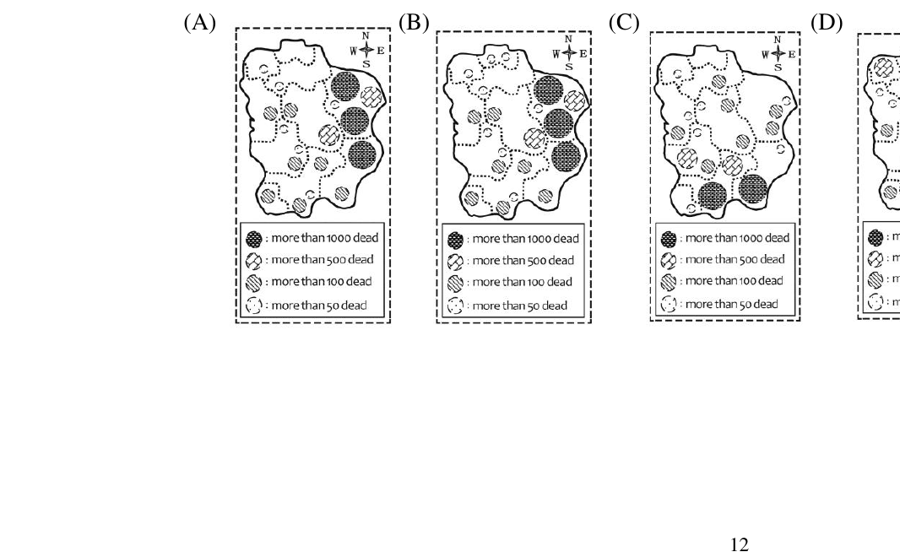 (A) (B) (C) (D)
N
W E
S
N
W E
S
N
W E
S
: more than 1000 dead
: more than 500 dead
: more than 100 dead
: more than 50 dead
: more than 1000 dead
: more than 500 dead
: more than 100 dead
: more than 50 dead
: more than 1000 dead
: more than 500 dead
: more than 100 dead
: more than 50 dead
12